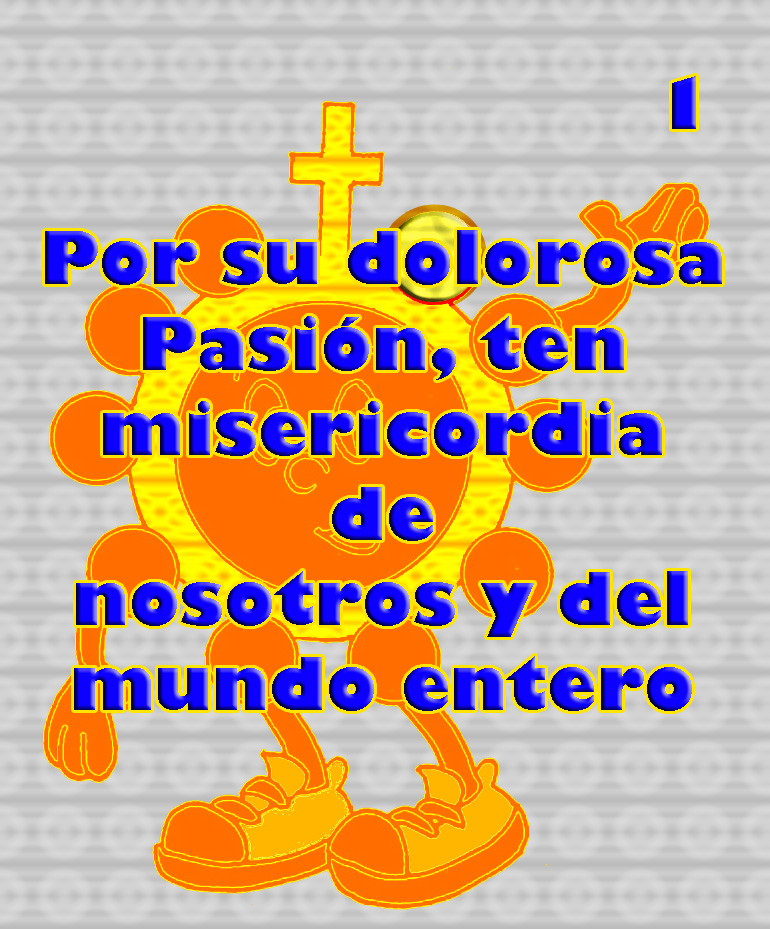 1
Por su dolorosa
Pasión, ten
misericordia
de
nosotros y del
mundo entero